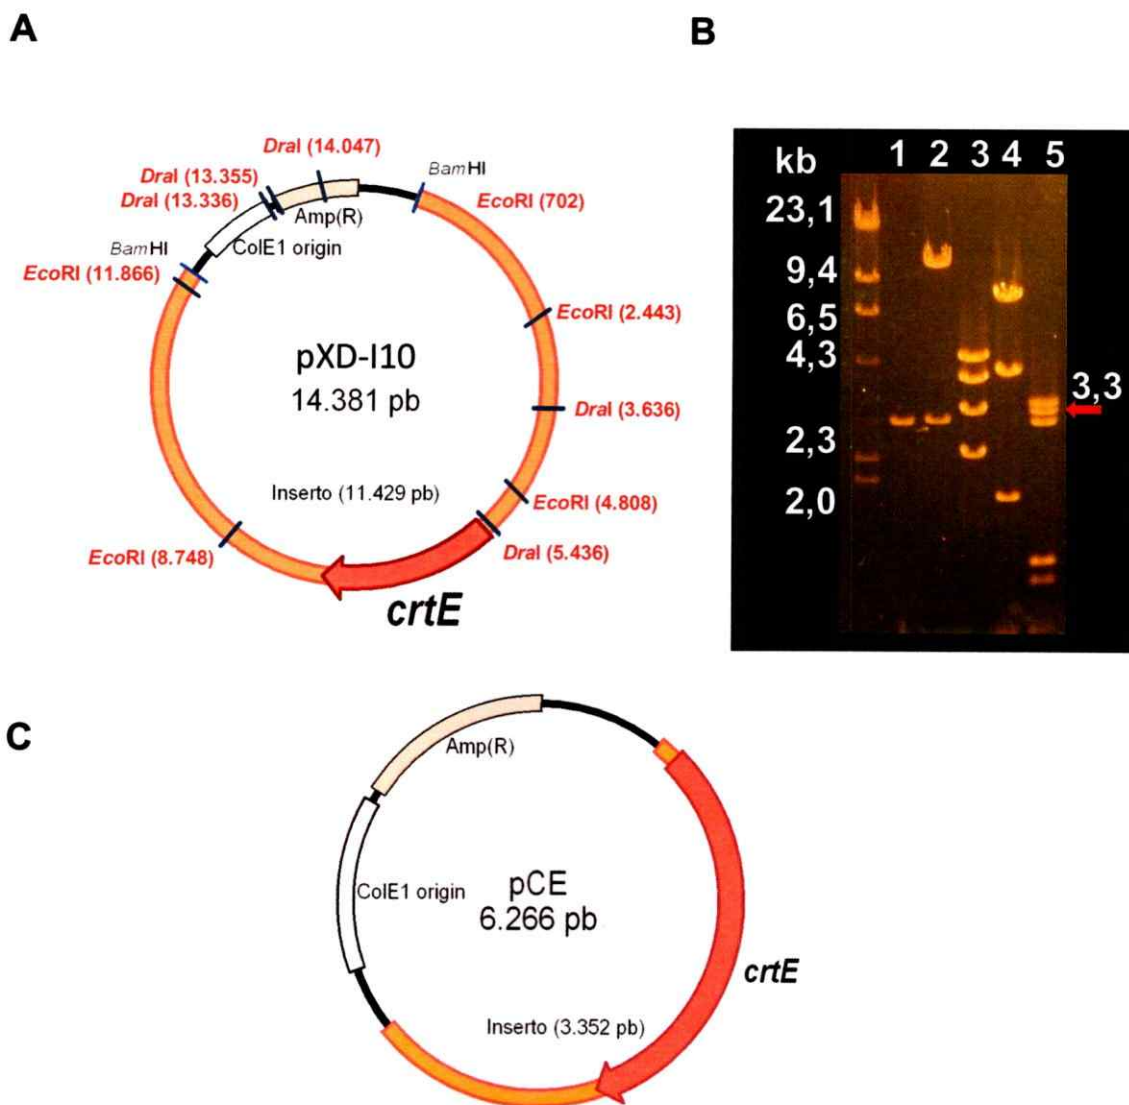 A
DraI (14.047)
DraI (13.355)
DraI (13.336)
BamHI
EcoRI (702)
Amp(R)
ColE1 origin
BamHI
EcoRI (11.866)
EcoRI (2.443)
pXD-I10
14.381 pb
DraI (3.636)
Inserto (11.429 pb)
EcoRI (4.808)
EcoRI (8.748)
DraI (5.436)
crtE
B
kb 1 2 3 4 5
23,1
9,4
6,5
4,3
3,3
2,3
2,0
C
Amp(R)
ColE1 origin
pCE
6.266 pb
crtE
Inserto (3.352 pb)